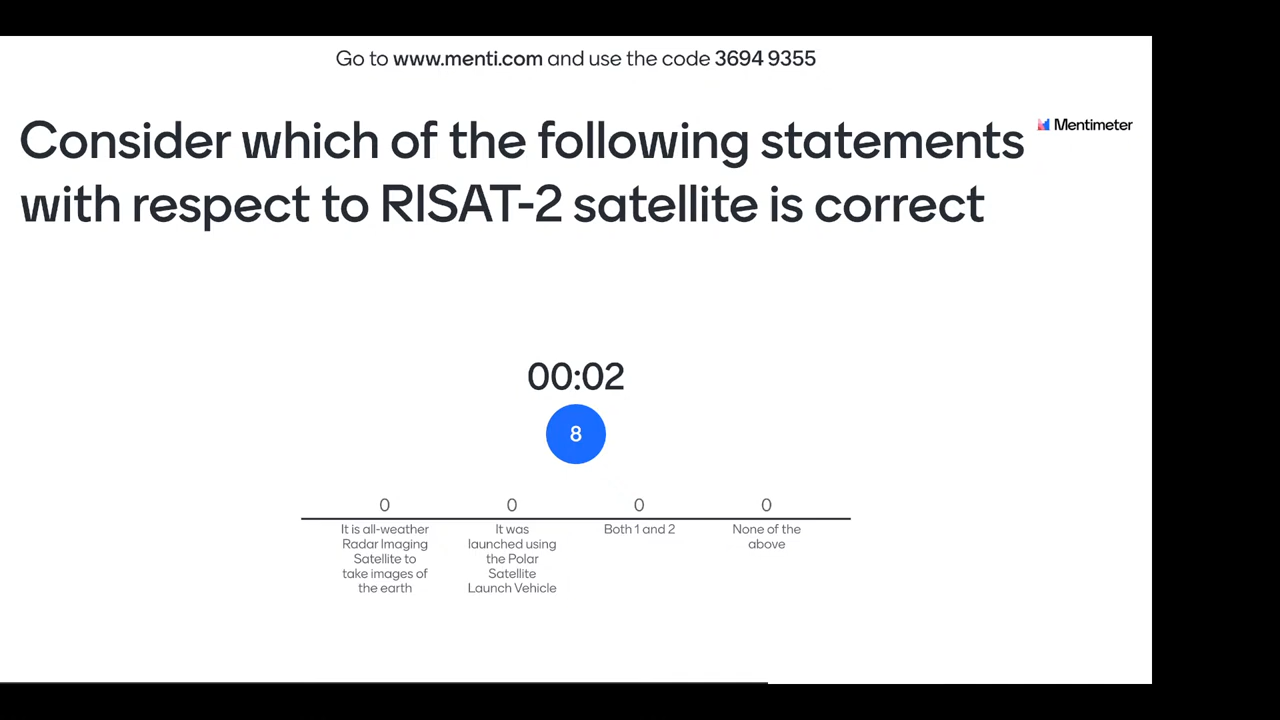 Go to www.menti.com and use the code 3694 9355
Consider which of the following statements
with respect to RISAT-2 satellite is correct
Mentimeter
00:02
8
0
0
0
0
It is all-weather
Radar Imaging
Satellite to
take images of
the earth
It was
launched using
the Polar
Satellite
Launch Vehicle
Both 1 and 2
None of the
above